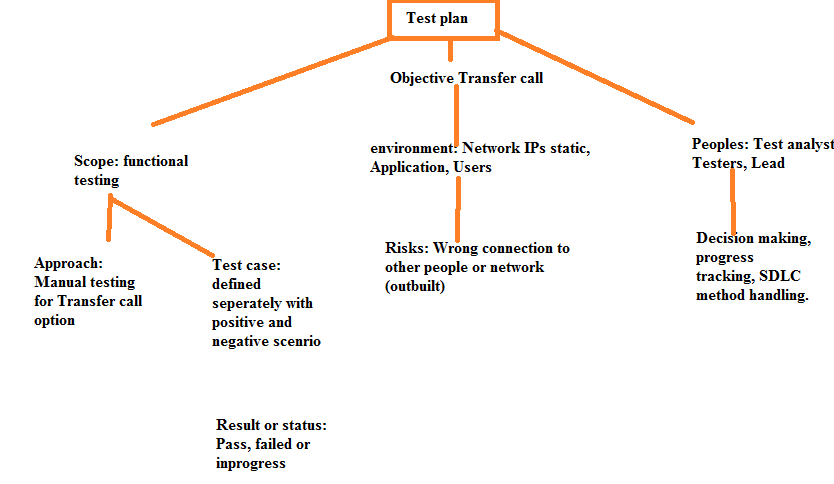 Test plan
Objective Transfer call
Scope: functional
testing
environment: Network IPs static,
Application, Users
Peoples: Test analyst
Testers, Lead
Approach:
Manual testing
for Transfer call
option
Test case:
defined
seperately with
positive and
negative scenrio
Risks: Wrong connection to
other people or network
(outbuilt)
Decision making,
progress
tracking, SDLC
method handling.
Result or status:
Pass, failed or
inprogress